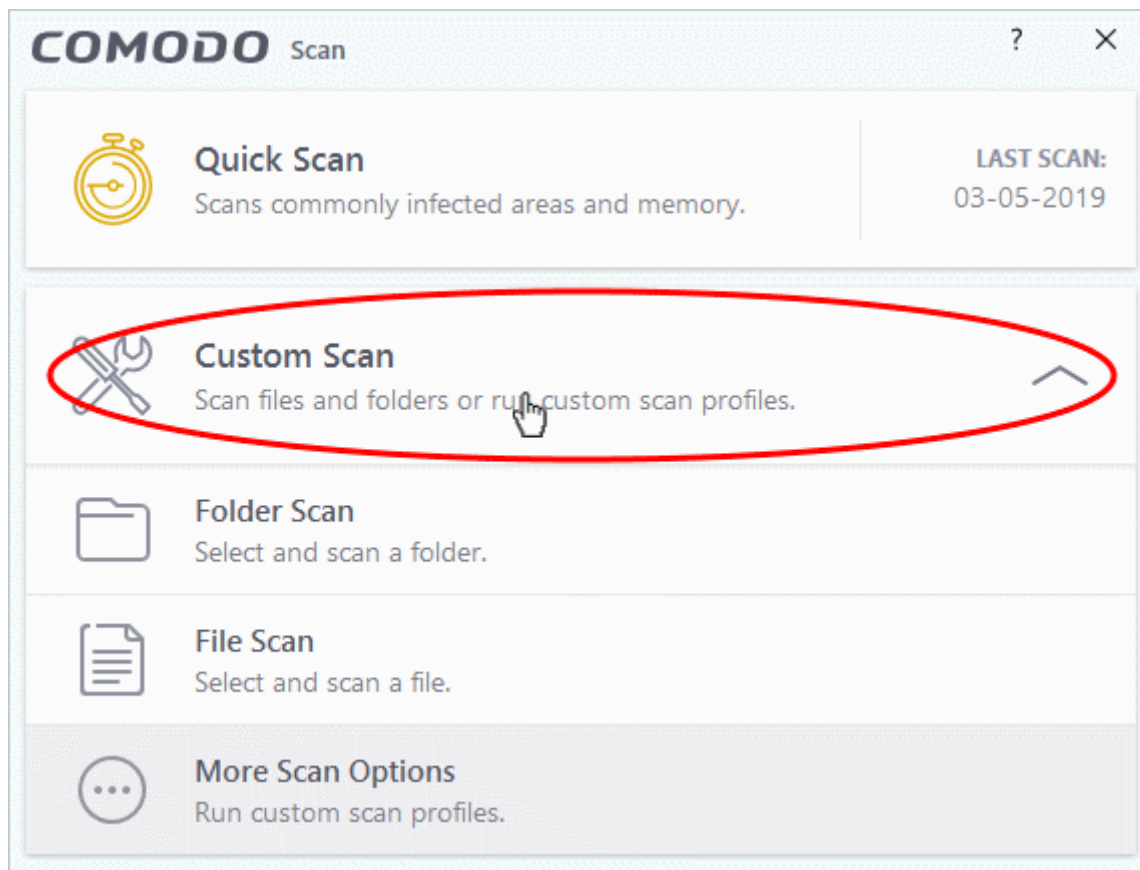 COMODO Scan ?
Quick Scan
Scans commonly infected areas and memory.
LAST SCAN:
03-05-2019
Custom Scan
Scan files and folders or run custom scan profiles.
Folder Scan
Select and scan a folder.
File Scan
Select and scan a file.
More Scan Options
Run custom scan profiles.